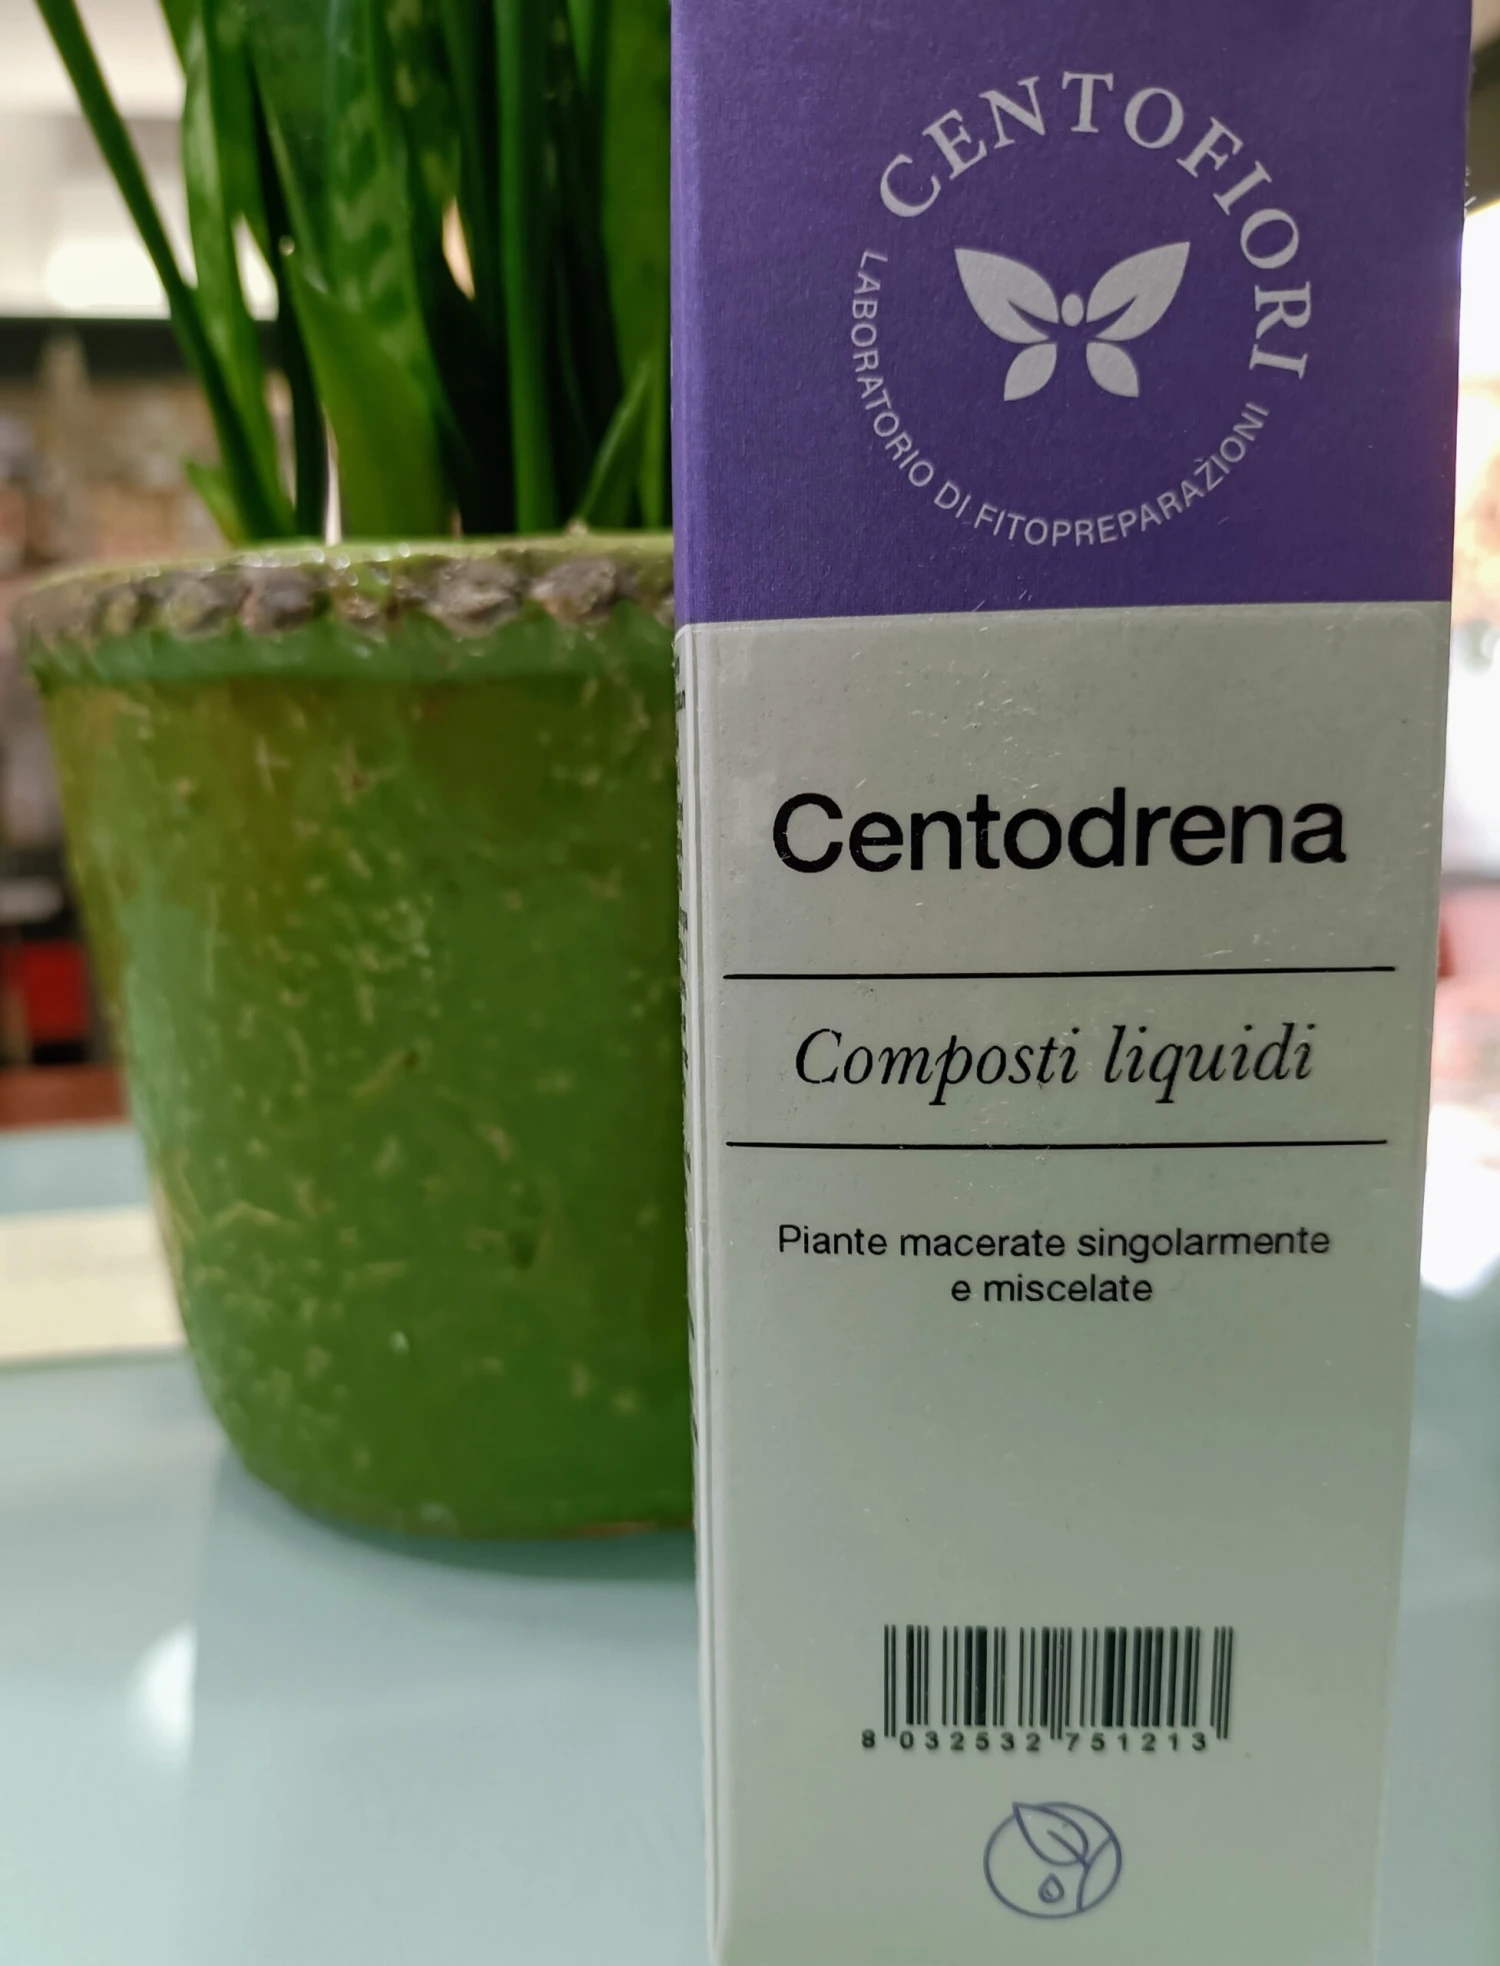 CENTOFIORI
LABORATORIO DI FITOPREPARAZIONI
Centodrena
Composti liquidi
Piante macerate singolarmente
e miscelate
8 032532 751213